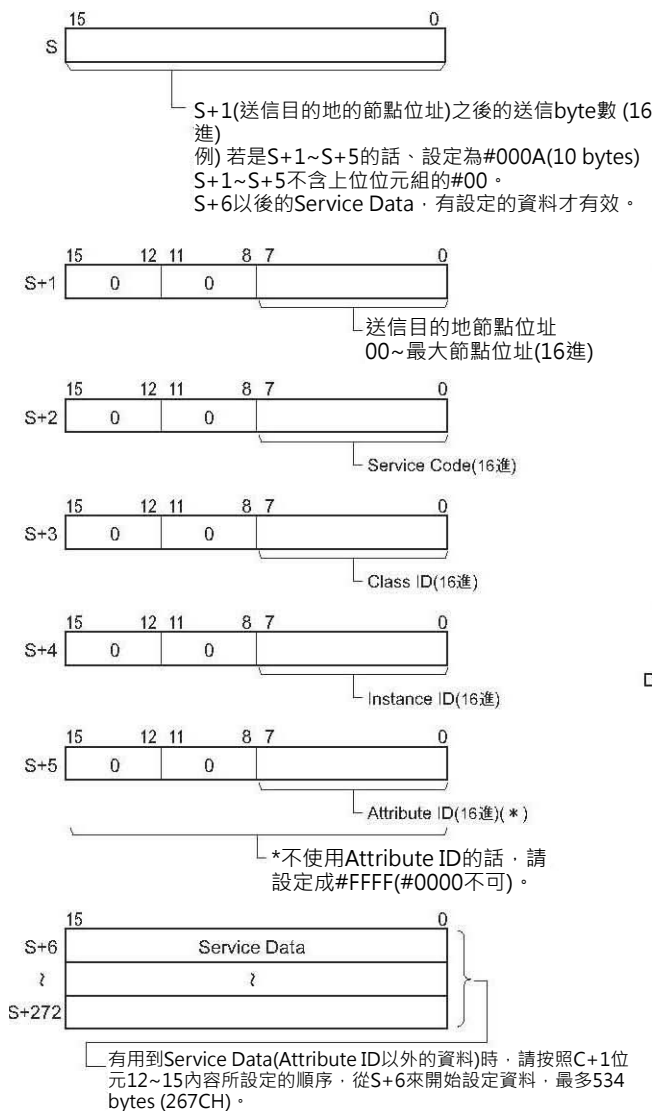 15 0
S
S+1(送信目的地的節點位址)之後的送信byte數 (16
進)
例) 若是S+1~S+5的話、設定為#000A(10 bytes)
S+1~S+5不含上位位元組的#00。
S+6以後的Service Data，有設定的資料才有效。
15 12 11 8 7 0
S+1 0 0
送信目的地節點位址
00~最大節點位址(16進)
15 12 11 8 7 0
S+2 0 0
Service Code(16進)
15 12 11 8 7 0
S+3 0 0
Class ID(16進)
15 12 11 8 7 0
S+4 0 0
Instance ID(16進)
15 12 11 8 7 0
S+5 0 0
Attribute ID(16進)(*)
*不使用Attribute ID的話，請
設定成#FFFF(#0000不可)。
15 0
S+6 Service Data
~ ~
S+272
有用到Service Data(Attribute ID以外的資料)時，請按照C+1位
元12~15內容所設定的順序，從S+6來開始設定資料，最多534
bytes (267CH)。